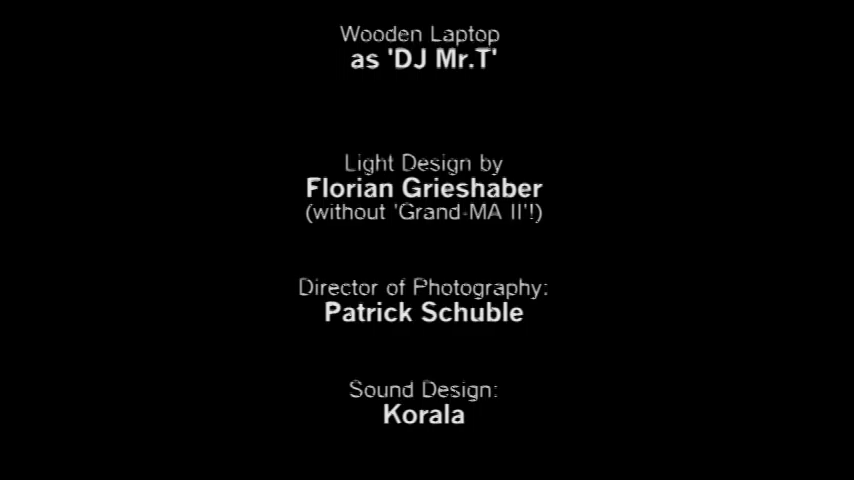 Wooden Laptop
as 'DJ Mr.T'
Light Design by
Florian Grieshaber
(without 'Grand-MA II'!)
Director of Photography:
Patrick Schuble
Sound Design:
Korala